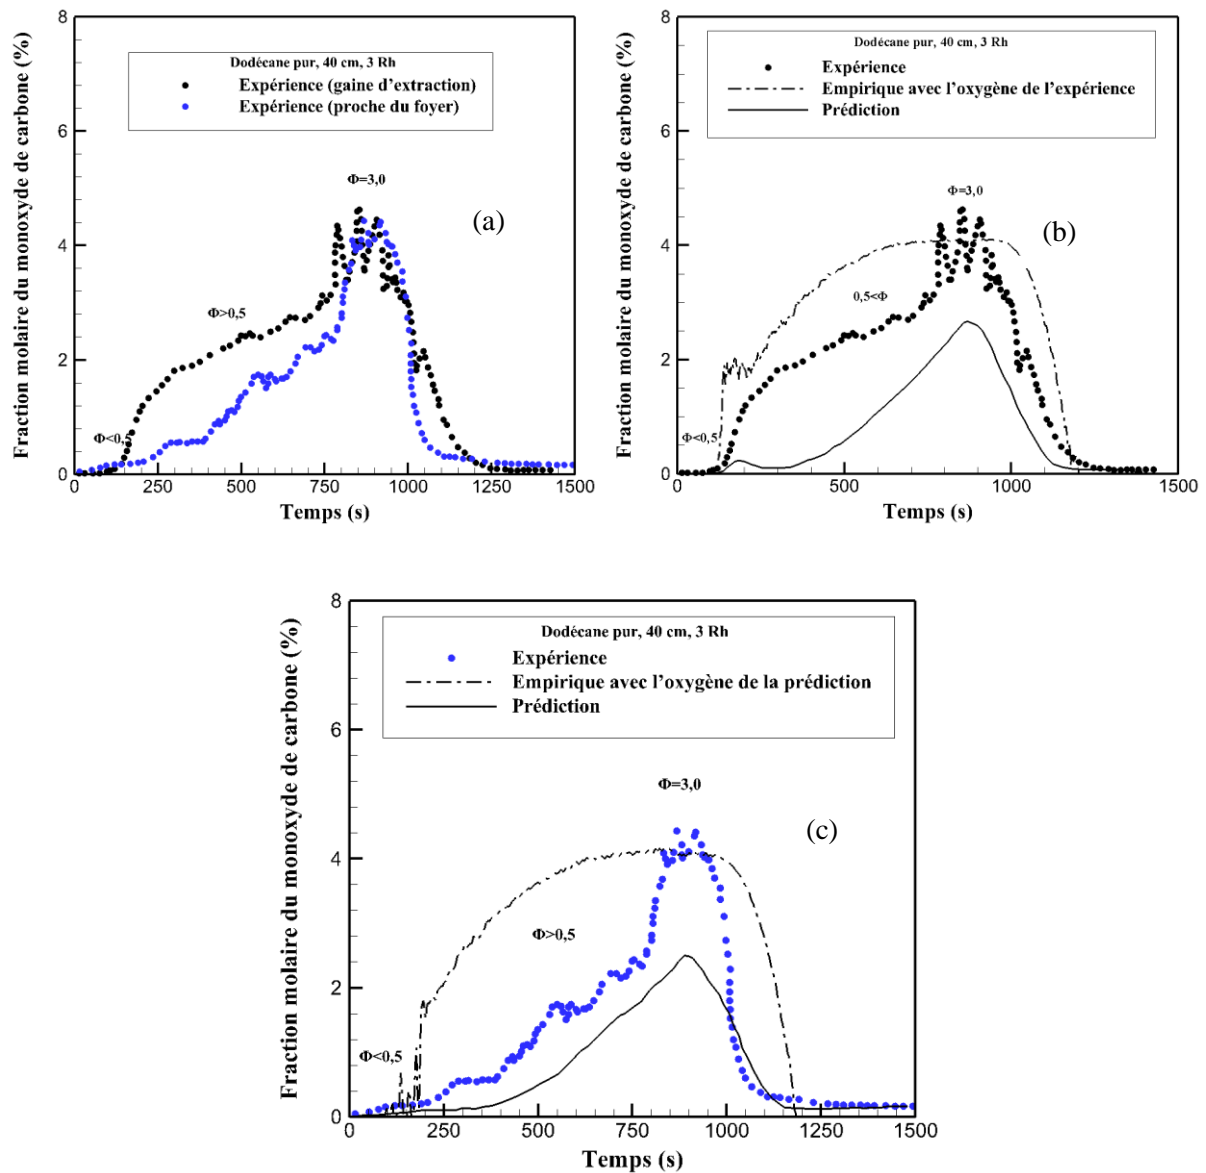 Fraction molaire du monoxyde de carbone (%)
8
6
4
2
0
Dodécane pur, 40 cm, 3 Rh
Expérience (gaine d'extraction)
Expérience (proche du foyer)
Φ=3,0
(a)
Φ>0,5
Φ<0,5
0 250 500 750 1000 1250 1500
Temps (s)
Fraction molaire du monoxyde de carbone (%)
8
6
4
2
0
Dodécane pur, 40 cm, 3 Rh
Expérience
Empirique avec l'oxygène de l'expérience
Prédiction
Φ=3,0
(b)
0,5<Φ
Φ<0,5
0 500 1000 1500
Temps (s)
Fraction molaire du monoxyde de carbone (%)
8
6
4
2
0
Dodécane pur, 40 cm, 3 Rh
Expérience
Empirique avec l'oxygène de la prédiction
Prédiction
Φ=3,0
(c)
Φ>0,5
Φ<0,5
0 250 500 750 1000 1250 1500
Temps (s)